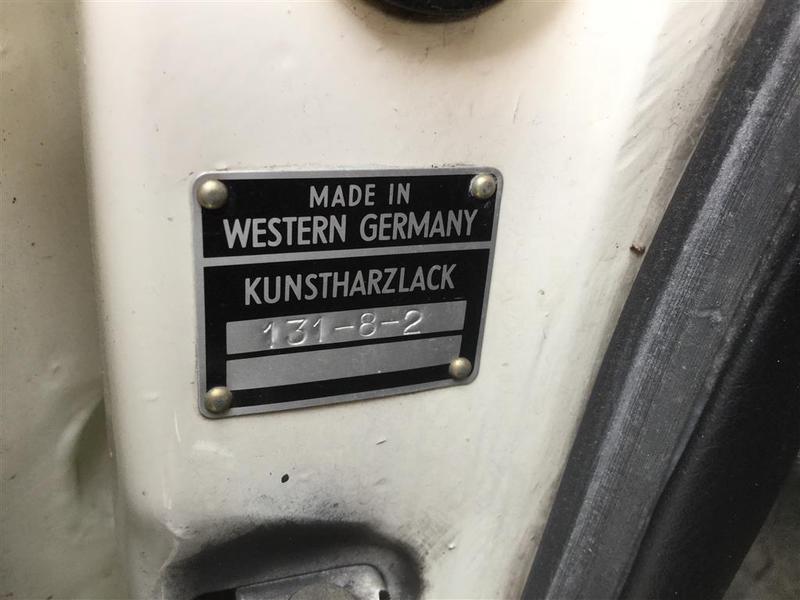 MADE IN
WESTERN GERMANY
KUNSTHARZLACK
131-8-2